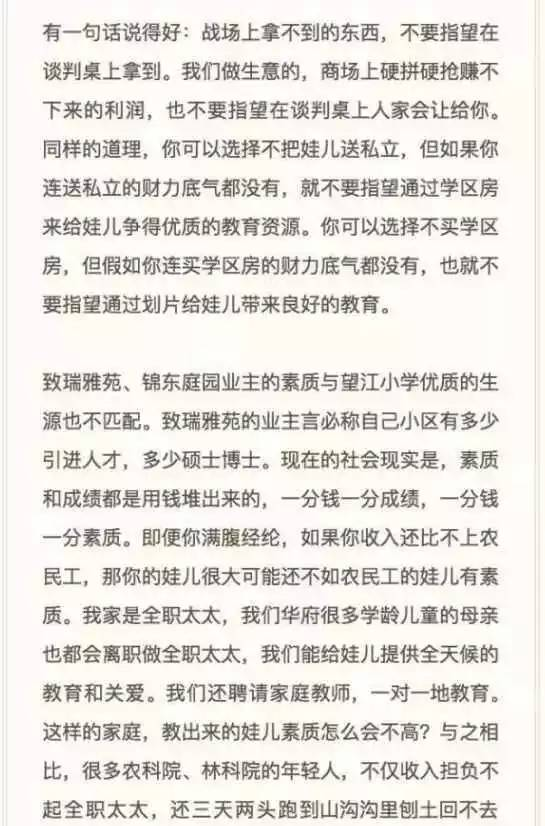 有一句话说得好：战场上拿不到的东西，不要指望在
谈判桌上拿到。我们做生意的，商场上硬拼硬抢赚不
下来的利润，也不要指望在谈判桌上人家会让给你。
同样的道理，你可以选择不把娃儿送私立，但如果你
连送私立的财力底气都没有，就不要指望通过学区房
来给娃儿争得优质的教育资源。你可以选择不买学区
房，但假如你连买学区房的财力底气都没有，也就不
要指望通过划片给娃儿带来良好的教育。
致瑞雅苑、锦东庭园业主的素质与望江小学优质的生
源也不匹配。致瑞雅苑的业主言必称自己小区有多少
引进人才，多少硕士博士。现在的社会现实是，素质
和成绩都是用钱堆出来的，一分钱一分成绩，一分钱
一分素质。即便你满腹经纶，如果你收入还比不上农
民工，那你的娃儿很大可能还不如农民工的娃儿有素
质。我家是全职太太，我们华府很多学龄儿童的母亲
也都会离职做全职太太，我们能给娃儿提供全天候的
教育和关爱。我们还聘请家庭教师，一对一地教育。
这样的家庭，教出来的娃儿素质怎么会不高？与之相
比，很多农科院、林科院的年轻人，不仅收入担负不
起全职太太，还三天两头跑到山沟沟里刨土回不去